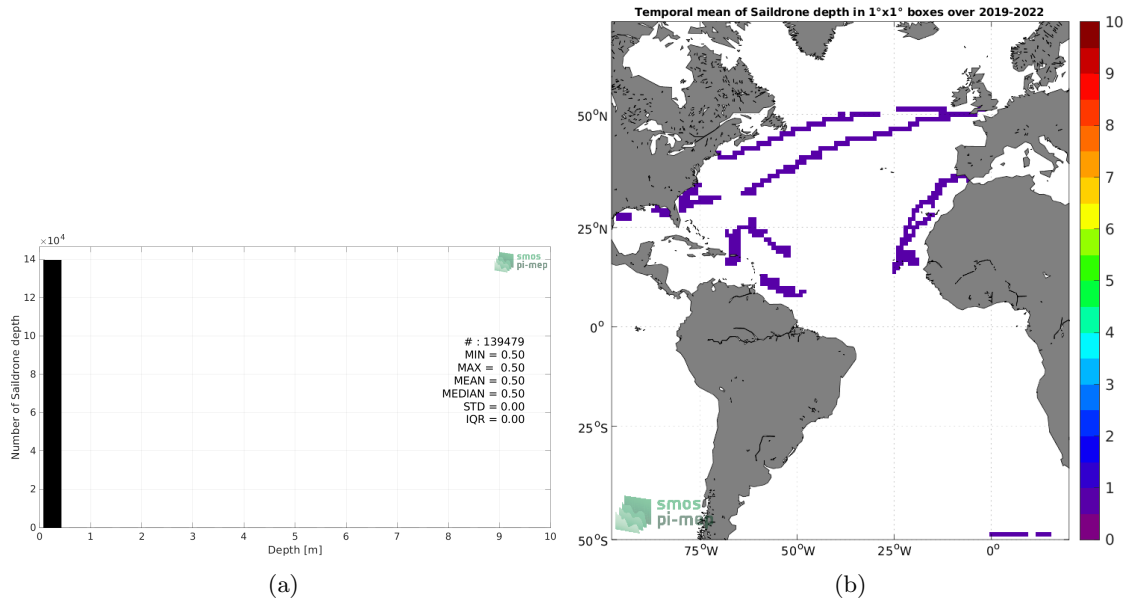 Temporal mean of Saildrone depth in 1°x1° boxes over 2019-2022
×10⁴
14
12
10
8
6
4
2
0
Number of Saildrone depth
smos
pi-mep
# : 139479
MIN = 0.50
MAX = 0.50
MEAN = 0.50
MEDIAN = 0.50
STD = 0.00
IQR = 0.00
0 1 2 3 4 5 6 7 8 9 10
Depth [m]
(a)
50°N
25°N
0°
25°S
50°S
75°W 50°W 25°W 0°
smos
pi-mep
10
9
8
7
6
5
4
3
2
1
0
(b)